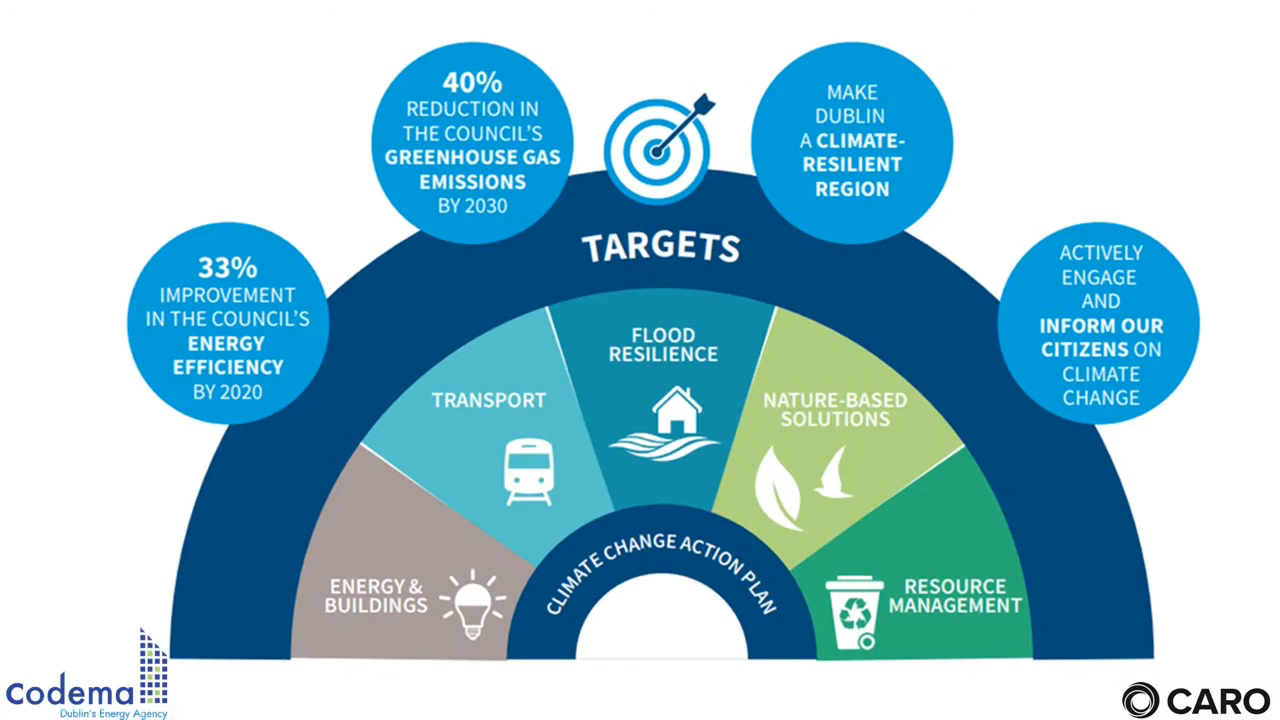 40%
REDUCTION IN
THE COUNCIL'S
GREENHOUSE GAS
EMISSIONS
BY 2030
MAKE
DUBLIN
A CLIMATE-
RESILIENT
REGION
33%
IMPROVEMENT
IN THE COUNCIL'S
ENERGY
EFFICIENCY
BY 2020
TARGETS
ACTIVELY
ENGAGE
AND
INFORM OUR
CITIZENS ON
CLIMATE
CHANGE
FLOOD
RESILIENCE
TRANSPORT
NATURE-BASED
SOLUTIONS
ENERGY &
BUILDINGS
CLIMATE CHANGE ACTION PLAN
RESOURCE
MANAGEMENT
Codema
Dublin's Energy Agency
CARO